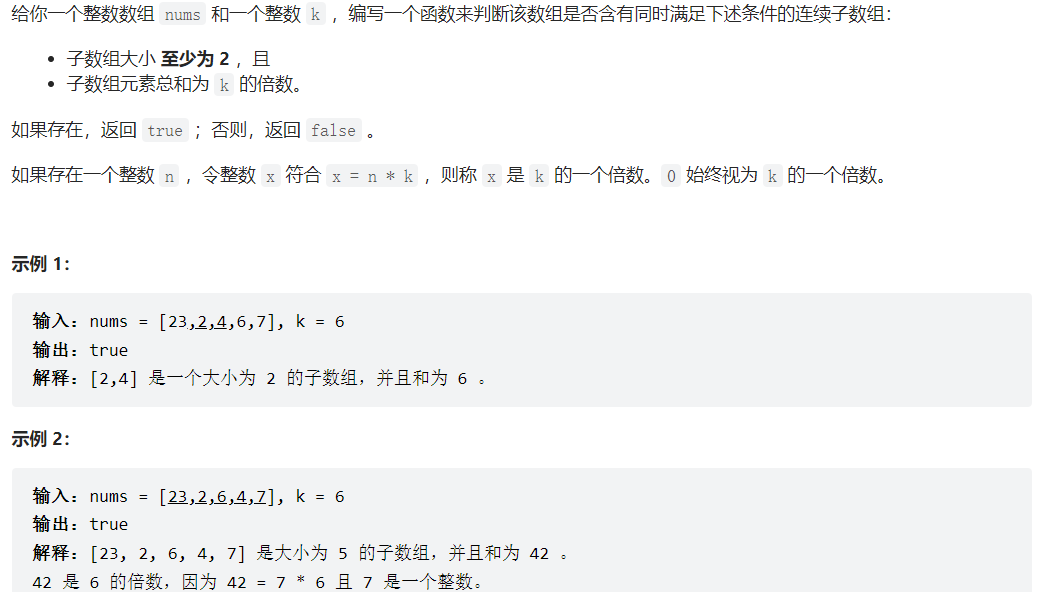 给你一个整数数组 nums 和一个整数 k ，编写一个函数来判断该数组是否含有同时满足下述条件的连续子数组：
子数组大小 至少为 2 ，且
子数组元素总和为 k 的倍数。
如果存在，返回 true ；否则，返回 false 。
如果存在一个整数 n ，令整数 x 符合 x = n * k ，则称 x 是 k 的一个倍数。0 始终视为 k 的一个倍数。
示例 1：
输入：nums = [23,2,4,6,7], k = 6
输出：true
解释：[2,4] 是一个大小为 2 的子数组，并且和为 6 。
示例 2：
输入：nums = [23,2,6,4,7], k = 6
输出：true
解释：[23, 2, 6, 4, 7] 是大小为 5 的子数组，并且和为 42 。
42 是 6 的倍数，因为 42 = 7 * 6 且 7 是一个整数。